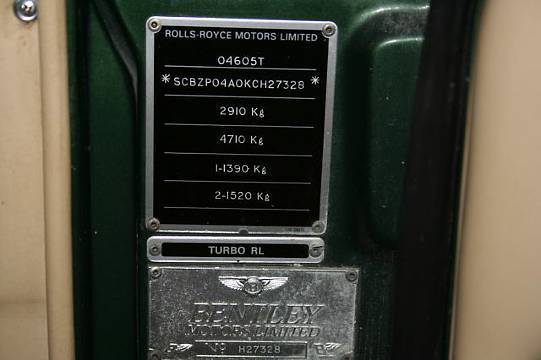 ROLLS-ROYCE MOTORS LIMITED
04605T
*SCBZP04A0KCH27328*
2910 Kg
4710 Kg
1-1390 Kg
2-1520 Kg
TURBO RL
B
BENTLEY
MOTORS LIMITED
No H27328